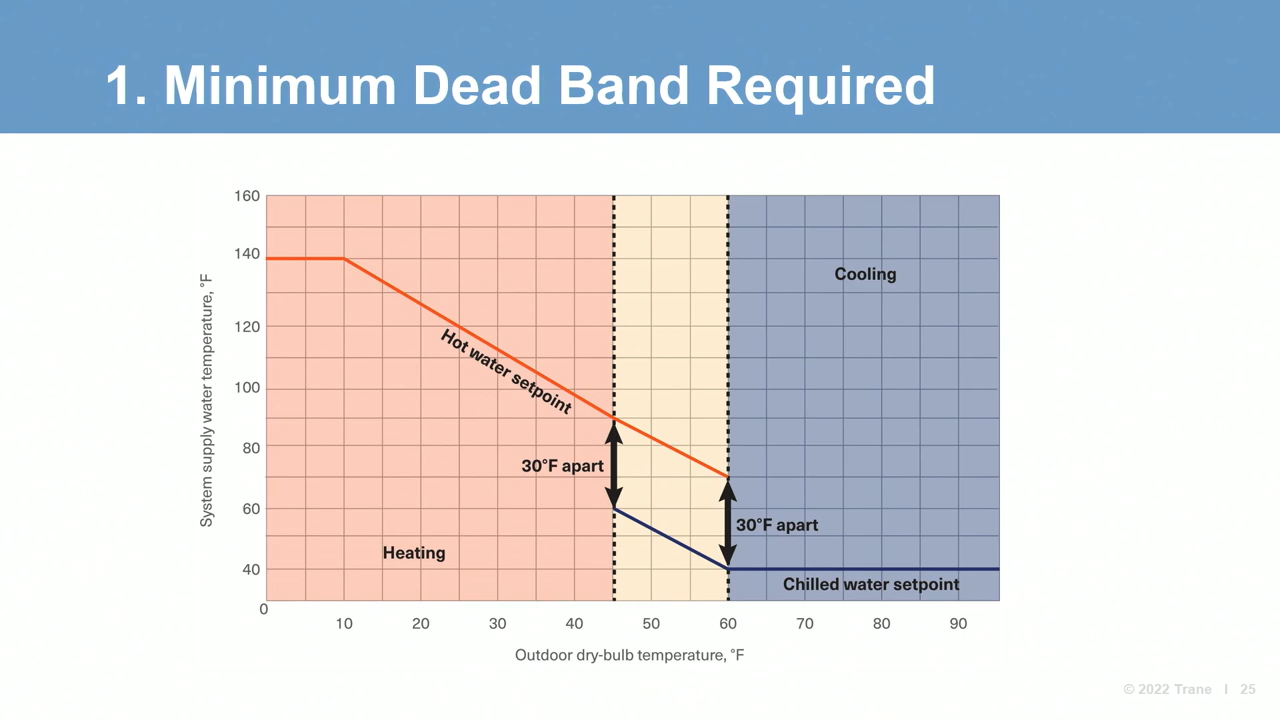 1. Minimum Dead Band Required
System supply water temperature, °F
160
140
120
100
80
60
40
0
Hot water setpoint
Cooling
30°F apart
30°F apart
Heating
Chilled water setpoint
10 20 30 40 50 60 70 80 90
Outdoor dry-bulb temperature, °F
© 2022 Trane I 25